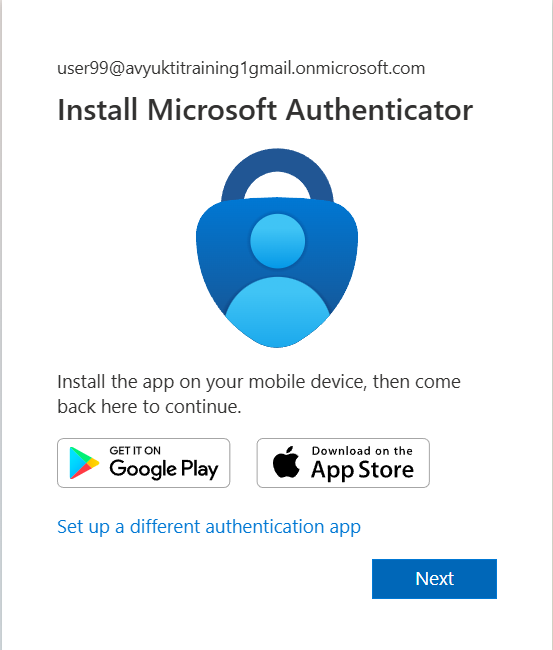 user99@avyuktitraining1gmail.onmicrosoft.com
Install Microsoft Authenticator
Install the app on your mobile device, then come
back here to continue.
GET IT ON
Google Play
Download on the
App Store
Set up a different authentication app
Next